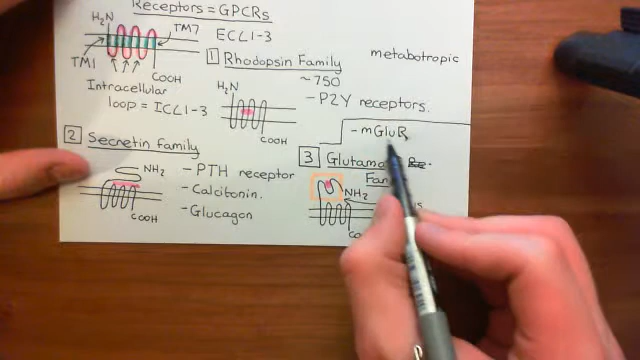 Receptors = GPCRs
H₂N
TM7
ECL1-3
TM1
COOH
Intracellular
loop = ICL1-3
1 Rhodopsin Family
~750
H₂N
- P2Y receptors.
COOH
metabotropic
- mGluR
2 Secretin Family
NH₂
COOH
- PTH receptor
- Calcitonin.
- Glucagon
3 Glutama
NH₂